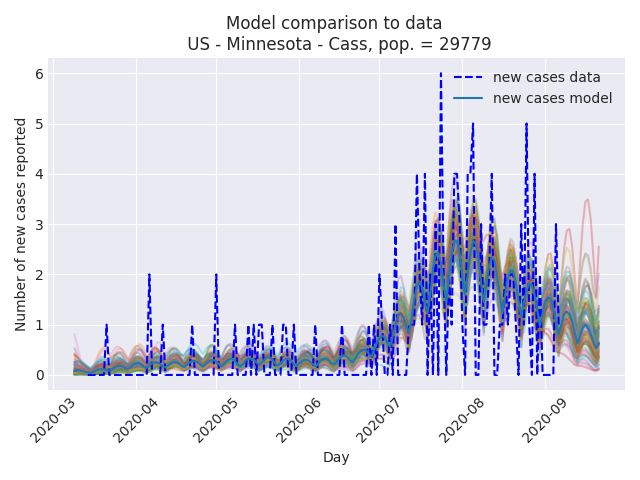 Model comparison to data
US - Minnesota - Cass, pop. = 29779
new cases data
new cases model
Number of new cases reported
6
5
4
3
2
1
0
2020-03
2020-04
2020-05
2020-06
2020-07
2020-08
2020-09
Day